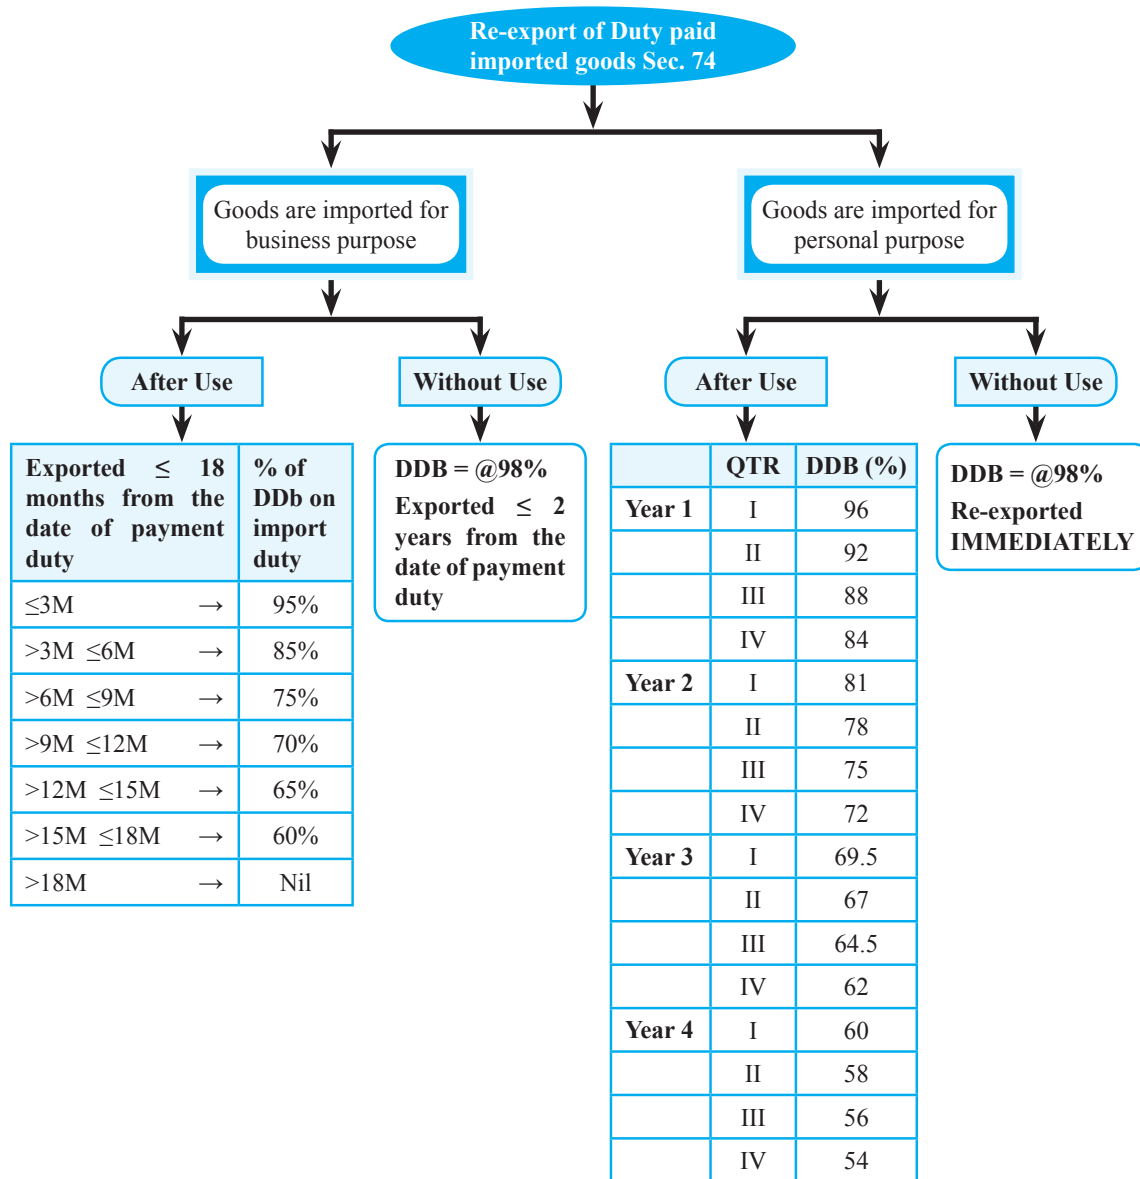 Re-export of Duty paid
imported goods Sec. 74
Goods are imported for
business purpose
Goods are imported for
personal purpose
After Use
Without Use
After Use
Without Use
Exported ≤ 18
months from the
date of payment
duty
% of
DDb on
import
duty
≤3M → 95%
>3M ≤6M → 85%
>6M ≤9M → 75%
>9M ≤12M → 70%
>12M ≤15M → 65%
>15M ≤18M → 60%
>18M → Nil
DDB = @98%
Exported ≤ 2
years from the
date of payment
duty
QTR DDB (%)
Year 1 I 96
II 92
III 88
IV 84
Year 2 I 81
II 78
III 75
IV 72
Year 3 I 69.5
II 67
III 64.5
IV 62
Year 4 I 60
II 58
III 56
IV 54
DDB = @98%
Re-exported
IMMEDIATELY